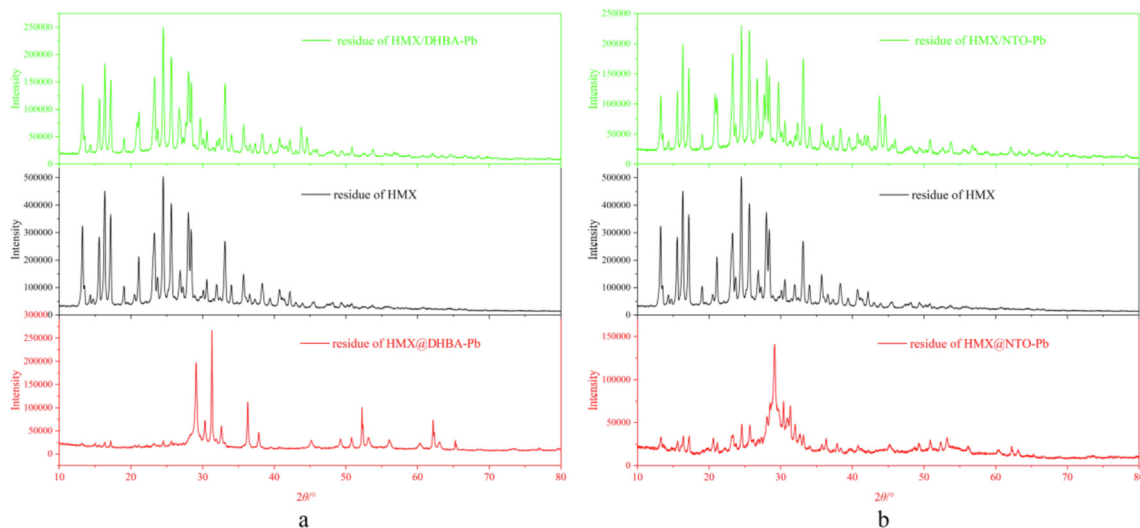 250000
200000
150000
100000
50000
0
Intensity
residue of HMX/DHBA-Pb
500000
400000
300000
200000
100000
0
Intensity
residue of HMX
300000
250000
200000
150000
100000
50000
0
Intensity
residue of HMX@DHBA-Pb
10 20 30 40 50 60 70 80
2θ/°
a
250000
200000
150000
100000
50000
0
Intensity
residue of HMX/NTO-Pb
500000
400000
300000
200000
100000
0
Intensity
residue of HMX
150000
100000
50000
0
Intensity
residue of HMX@NTO-Pb
10 20 30 40 50 60 70 80
2θ/°
b